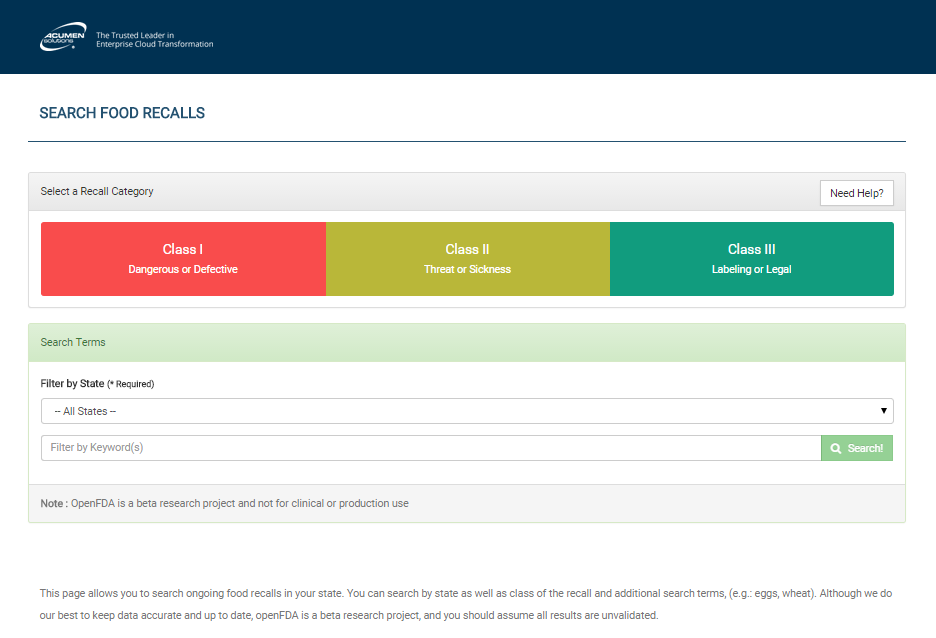 ACUMEN
solutions
The Trusted Leader in
Enterprise Cloud Transformation
SEARCH FOOD RECALLS
Select a Recall Category
Need Help?
Class I
Dangerous or Defective
Class II
Threat or Sickness
Class III
Labeling or Legal
Search Terms
Filter by State (* Required)
-- All States --
Filter by Keyword(s)
Search!
Note : OpenFDA is a beta research project and not for clinical or production use
This page allows you to search ongoing food recalls in your state. You can search by state as well as class of the recall and additional search terms, (e.g.: eggs, wheat). Although we do
our best to keep data accurate and up to date, openFDA is a beta research project, and you should assume all results are unvalidated.